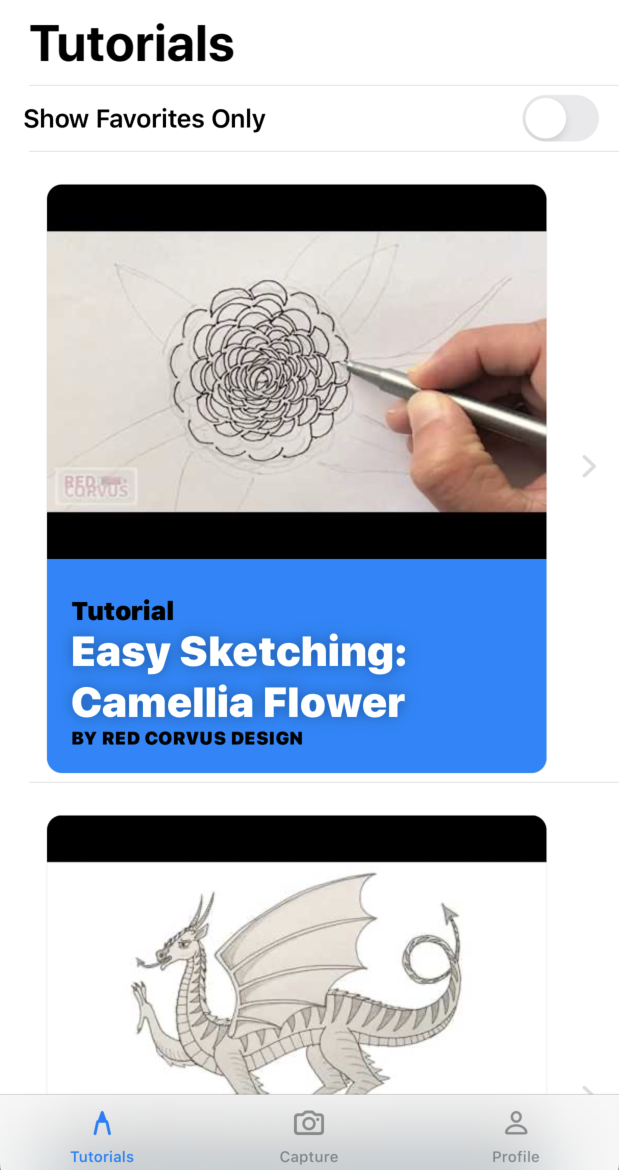 Tutorials
Show Favorites Only
RED
CORVUS
Tutorial
Easy Sketching:
Camellia Flower
BY RED CORVUS DESIGN
Tutorials
Capture
Profile